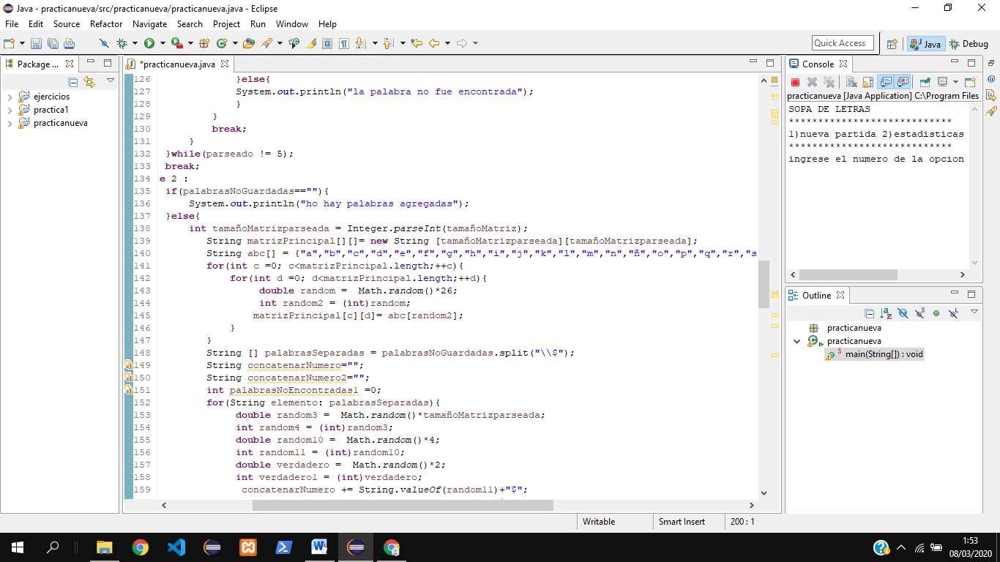 Java - practicanueva/src/practicanueva/practicanueva.java - Eclipse
File Edit Source Refactor Navigate Search Project Run Window Help
Quick Access Java Debug
Package ...
ejercicios
practica1
practicanueva
*practicanueva.java
126 }else{
127 System.out.println("la palabra no fue encontrada");
128 }
129 }
130 break;
131 }
132 }while(parseado != 5);
133 break;
134 e 2 :
135 if(palabrasNoGuardadas==""){
136 System.out.println("ho hay palabras agregadas");
137 }else{
138 int tamañoMatrizparseada = Integer.parseInt(tamañoMatriz);
139 String matrizPrincipal[][]= new String [tamañoMatrizparseada][tamañoMatrizparseada];
140 String abc[] = {"a","b","c","d","e","f","g","h","i","j","k","l","m","n","ñ","o","p","q","r","s
141 for(int c =0; c<matrizPrincipal.length;++c){
142 for(int d =0; d<matrizPrincipal.length;++d){
143 double random = Math.random()*26;
144 int random2 = (int)random;
145 matrizPrincipal[c][d]= abc[random2];
146 }
147 }
148 String [] palabrasSeparadas = palabrasNoGuardadas.split("\\$");
149 String concatenarNumero="";
150 String concatenarNumero2="";
151 int palabrasNoEncontradas1 =0;
152 for(String elemento: palabrasSeparadas){
153 double random3 = Math.random()*tamañoMatrizparseada;
154 int random4 = (int)random3;
155 double random10 = Math.random()*4;
156 int random11 = (int)random10;
157 double verdadero = Math.random()*2;
158 int verdadero1 = (int)verdadero;
159 concatenarNumero += String.valueOf(random11)+"$";
Console
practicanueva [Java Application] C:\Program Files
SOPA DE LETRAS
****************************
1)nueva partida 2)estadisticas
****************************
ingrese el numero de la opcion
Outline
practicanueva
practicanueva
main(String[]) : void
Writable Smart Insert 200 : 1
1:53
08/03/2020